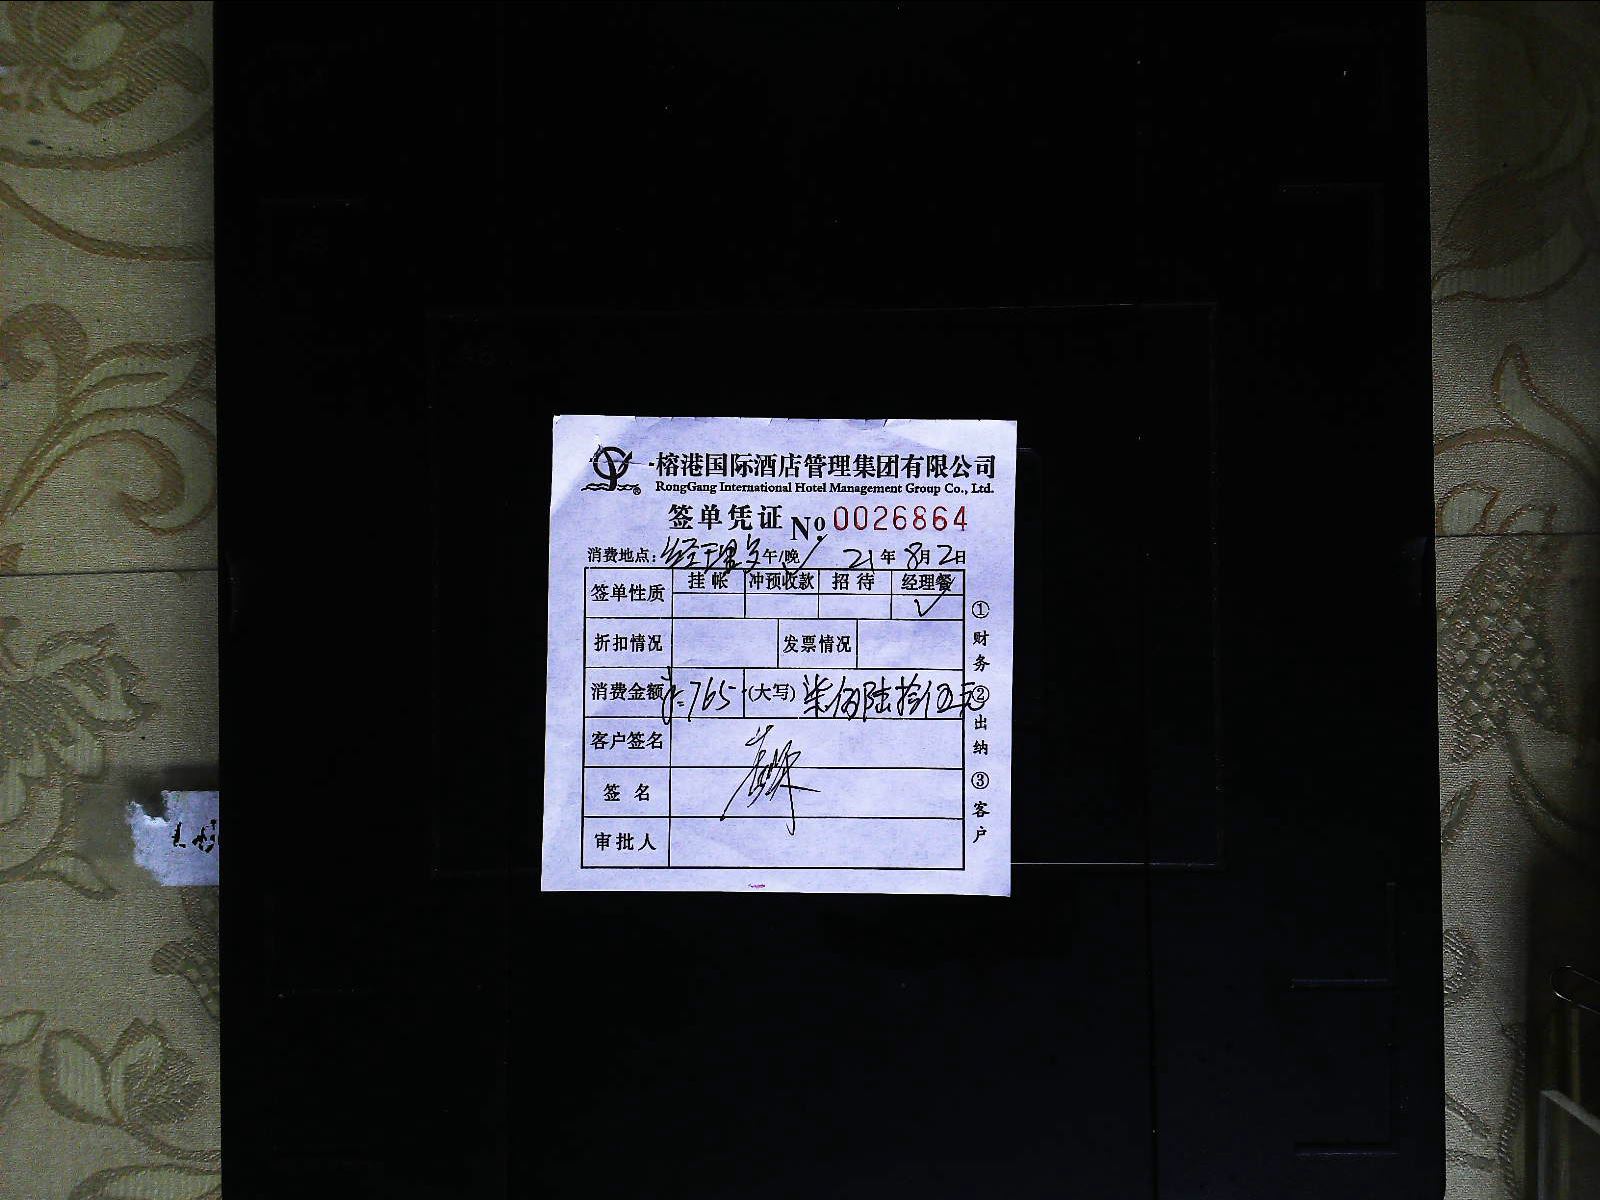 榕港国际酒店管理集团有限公司
RongGang International Hotel Management Group Co., Ltd.
签单凭证 No. 0026864
消费地点: 经理 午/晚 21年8月2日
签单性质 挂帐 冲预收款 招待 经理餐 ✓
折扣情况 发票情况
消费金额 ¥:765 (大写) 柒佰陆拾伍元
客户签名
签名
审批人
①财务 ②出纳 ③客户